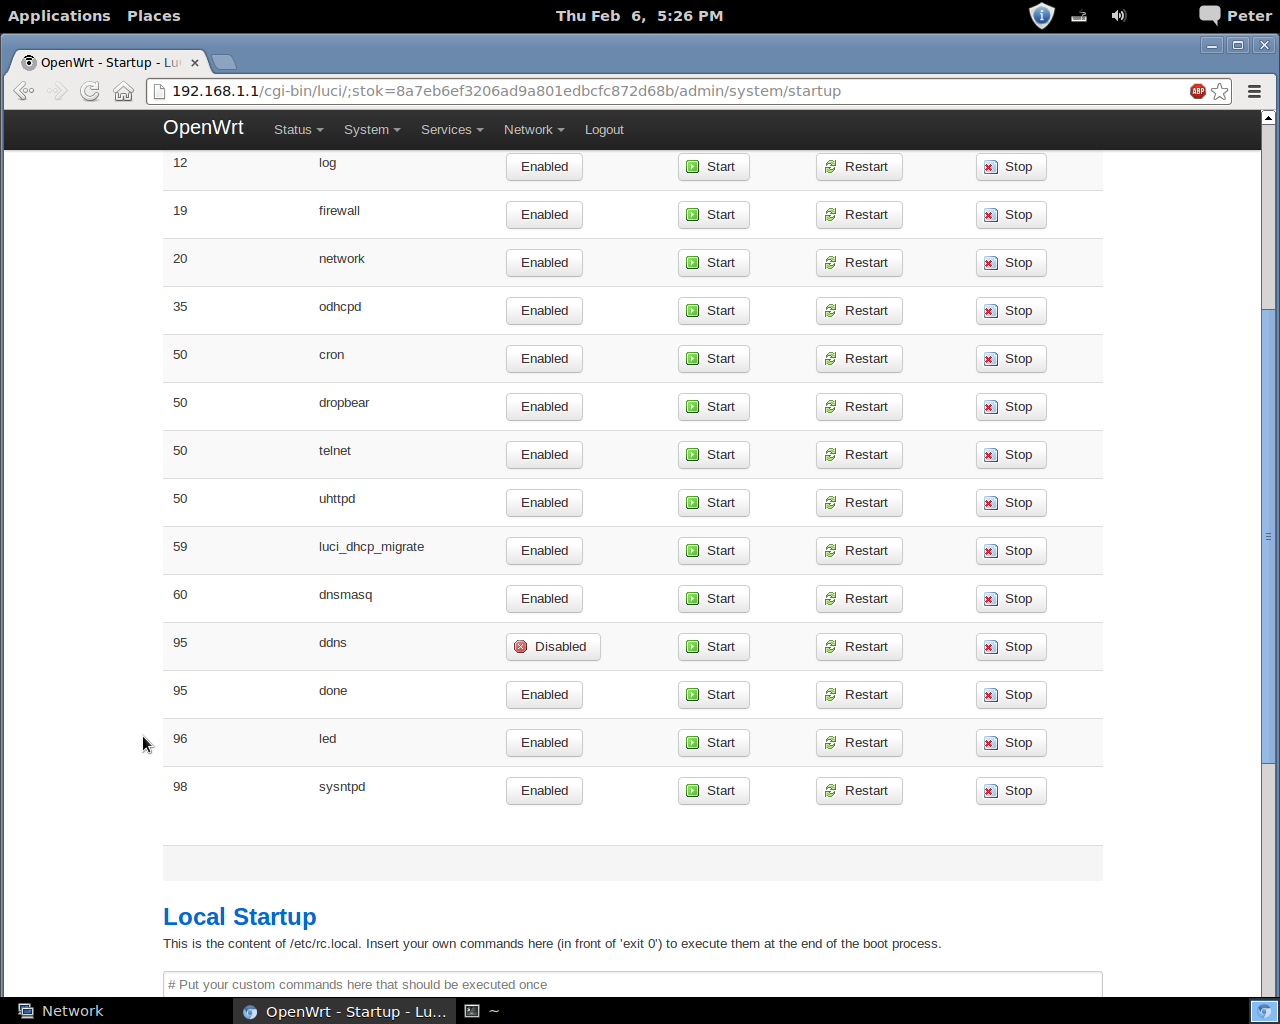 Applications Places Thu Feb 6, 5:26 PM Peter
OpenWrt - Startup - Lu
192.168.1.1/cgi-bin/luci/;stok=8a7eb6ef3206ad9a801edbcfc872d68b/admin/system/startup ABP
OpenWrt Status System Services Network Logout
12 log Enabled Start Restart Stop
19 firewall Enabled Start Restart Stop
20 network Enabled Start Restart Stop
35 odhcpd Enabled Start Restart Stop
50 cron Enabled Start Restart Stop
50 dropbear Enabled Start Restart Stop
50 telnet Enabled Start Restart Stop
50 uhttpd Enabled Start Restart Stop
59 luci_dhcp_migrate Enabled Start Restart Stop
60 dnsmasq Enabled Start Restart Stop
95 ddns Disabled Start Restart Stop
95 done Enabled Start Restart Stop
96 led Enabled Start Restart Stop
98 sysntpd Enabled Start Restart Stop
Local Startup
This is the content of /etc/rc.local. Insert your own commands here (in front of 'exit 0') to execute them at the end of the boot process.
# Put your custom commands here that should be executed once
Network OpenWrt - Startup - Lu... ~